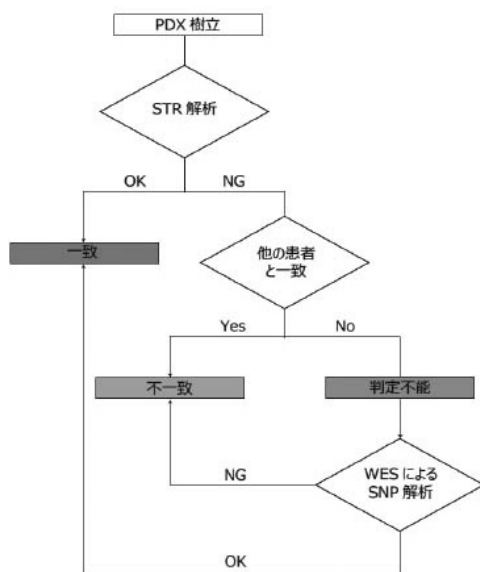 PDX 樹立
STR 解析
OK
NG
一致
他の患者
と一致
Yes
No
不一致
判定不能
WES による
SNP 解析
NG
OK